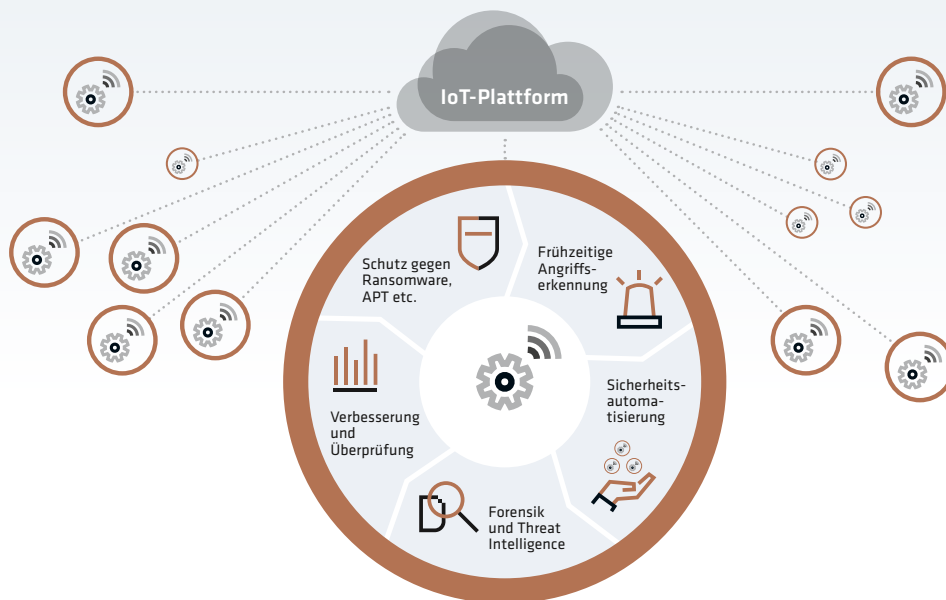 IoT-Plattform
Schutz gegen
Ransomware,
APT etc.
Frühzeitige
Angriffs-
erkennung
Sicherheits-
automa-
tisierung
Forensik
und Threat
Intelligence
Verbesserung
und
Überprüfung